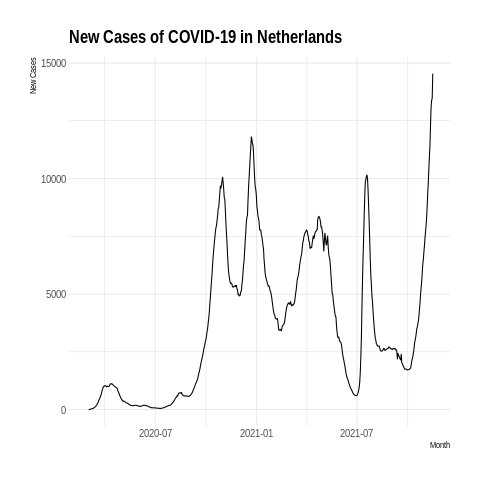 New Cases of COVID-19 in Netherlands
New Cases
15000
10000
5000
0
2020-07
2021-01
2021-07
Month